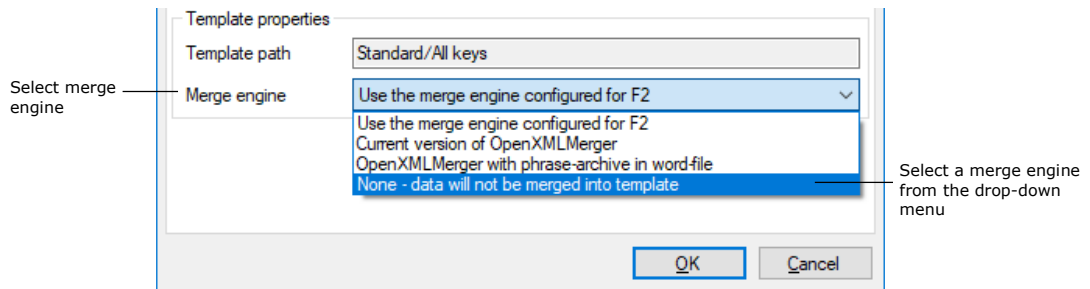 Template properties
Template path
Standard/All keys
Select merge
engine
Merge engine
Use the merge engine configured for F2
Use the merge engine configured for F2
Current version of OpenXMLMerger
OpenXMLMerger with phrase-archive in word-file
None - data will not be merged into template
Select a merge engine
from the drop-down
menu
OK
Cancel